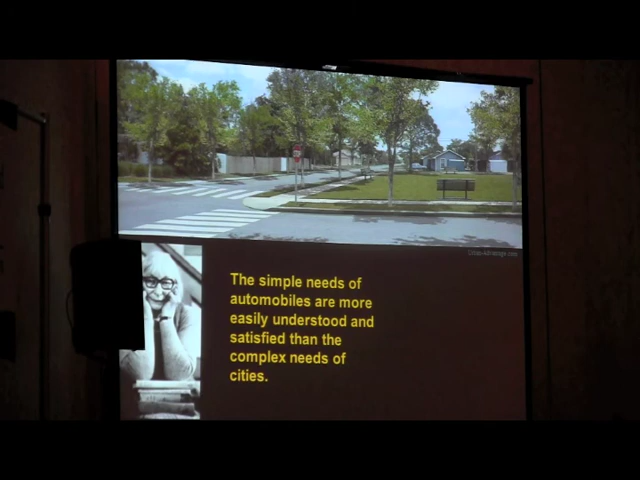 The simple needs of
automobiles are more
easily understood and
satisfied than the
complex needs of
cities.